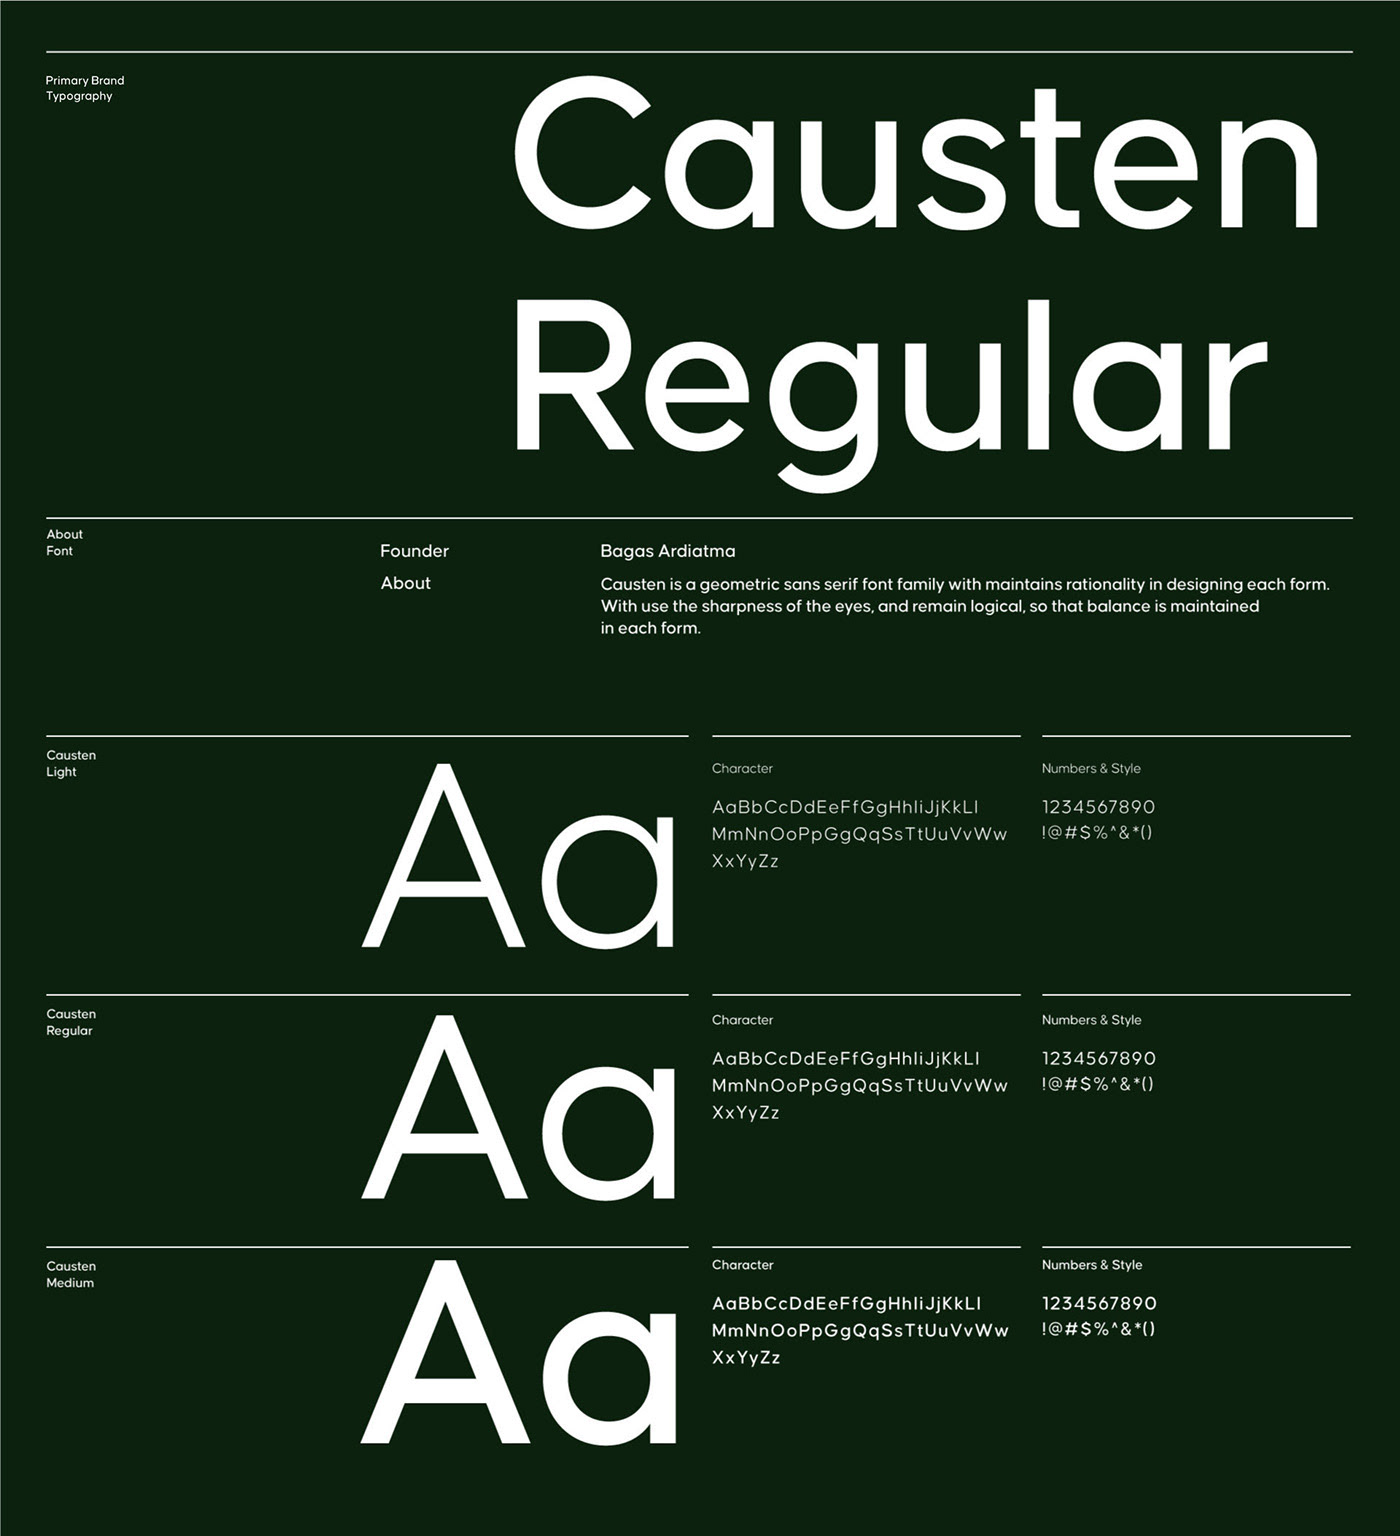 Primary Brand
Typography
Causten
Regular
About
Font
Founder
Bagas Ardiatma
About
Causten is a geometric sans serif font family with maintains rationality in designing each form.
With use the sharpness of the eyes, and remain logical, so that balance is maintained
in each form.
Causten
Light
Aa
Character
AaBbCcDdEeFfGgHhIiJjKkLl
MmNnOoPpGgQqSsTtUuVvWw
XxYyZz
Numbers & Style
1234567890
!@#$%^&*()
Causten
Regular
Aa
Character
AaBbCcDdEeFfGgHhIiJjKkLl
MmNnOoPpGgQqSsTtUuVvWw
XxYyZz
Numbers & Style
1234567890
!@#$%^&*()
Causten
Medium
Aa
Character
AaBbCcDdEeFfGgHhIiJjKkLl
MmNnOoPpGgQqSsTtUuVvWw
XxYyZz
Numbers & Style
1234567890
!@#$%^&*()